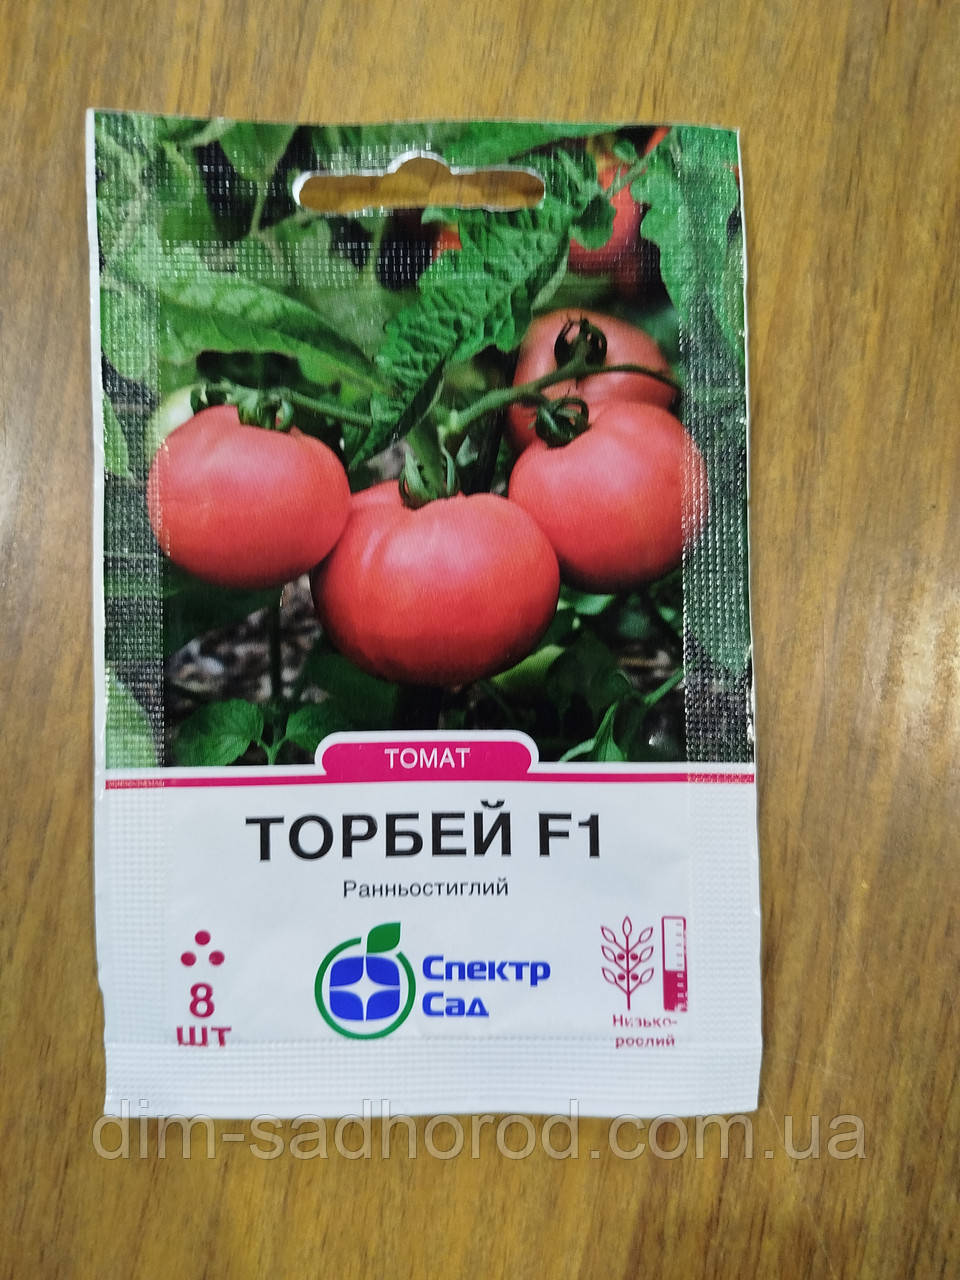 ТОМАТ
ТОРБЕЙ F1
Ранньостиглий
8
шт
Спектр
Сад
Низько-
рослий
dim-sadhorod.com.ua